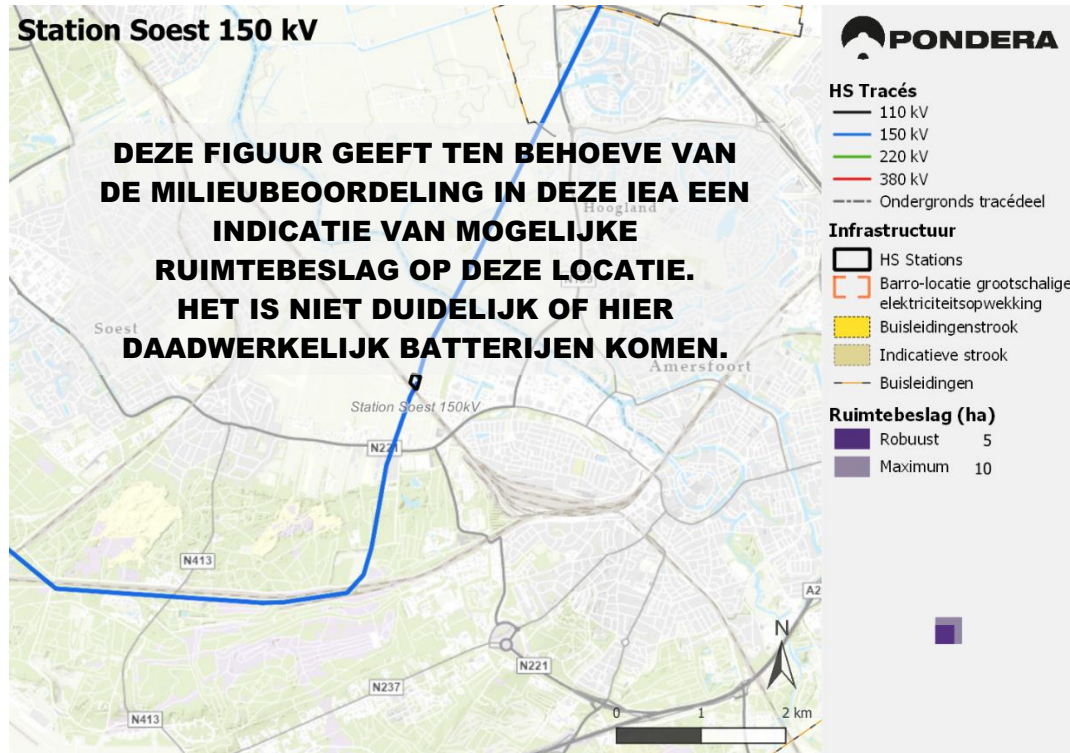 Station Soest 150 kV
DEZE FIGUUR GEEFT TEN BEHOEVE VAN
DE MILIEUBEOORDELING IN DEZE IEA EEN
INDICATIE VAN MOGELIJKE
RUIMTEBESLAG OP DEZE LOCATIE.
HET IS NIET DUIDELIJK OF HIER
DAADWERKELIJK BATTERIJEN KOMEN.
Hoogland
Soest
Amersfoort
Station Soest 150kV
N221
N413
N221
N237
N413
A2
N
0 1 2 km
PONDERA
HS Tracés
110 kV
150 kV
220 kV
380 kV
Ondergronds tracédeel
Infrastructuur
HS Stations
Barro-locatie grootschalige
elektriciteitsopwekking
Buisleidingenstrook
Indicatieve strook
Buisleidingen
Ruimtebeslag (ha)
Robuust 5
Maximum 10